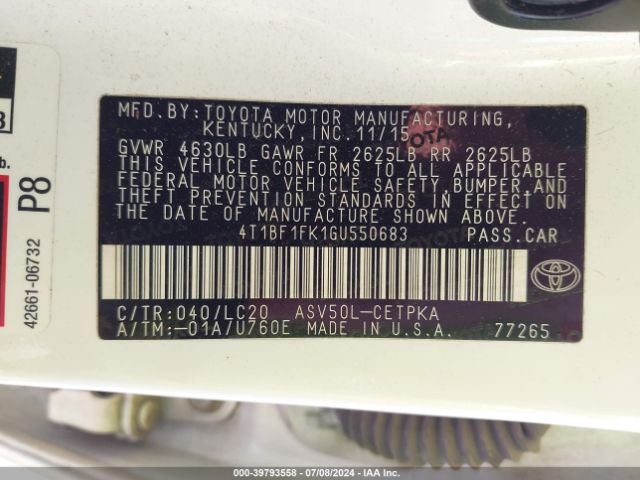 MFD. BY: TOYOTA MOTOR MANUFACTURING,
KENTUCKY, INC. 11/15
GVWR 4630LB GAWR FR 2625LB RR 2625LB
THIS VEHICLE CONFORMS TO ALL APPLICABLE
FEDERAL MOTOR VEHICLE SAFETY, BUMPER, AND
THEFT PREVENTION STANDARDS IN EFFECT ON
THE DATE OF MANUFACTURE SHOWN ABOVE.
4T1BF1FK1GU550683 PASS. CAR
TOYOTA
C/TR: 040/LC20 ASV50L-CETPKA
A/TM: -01A/U760E MADE IN U.S.A. 77265
b.
P8
42661-06732
000-39793558 - 07/08/2024 - IAA Inc.